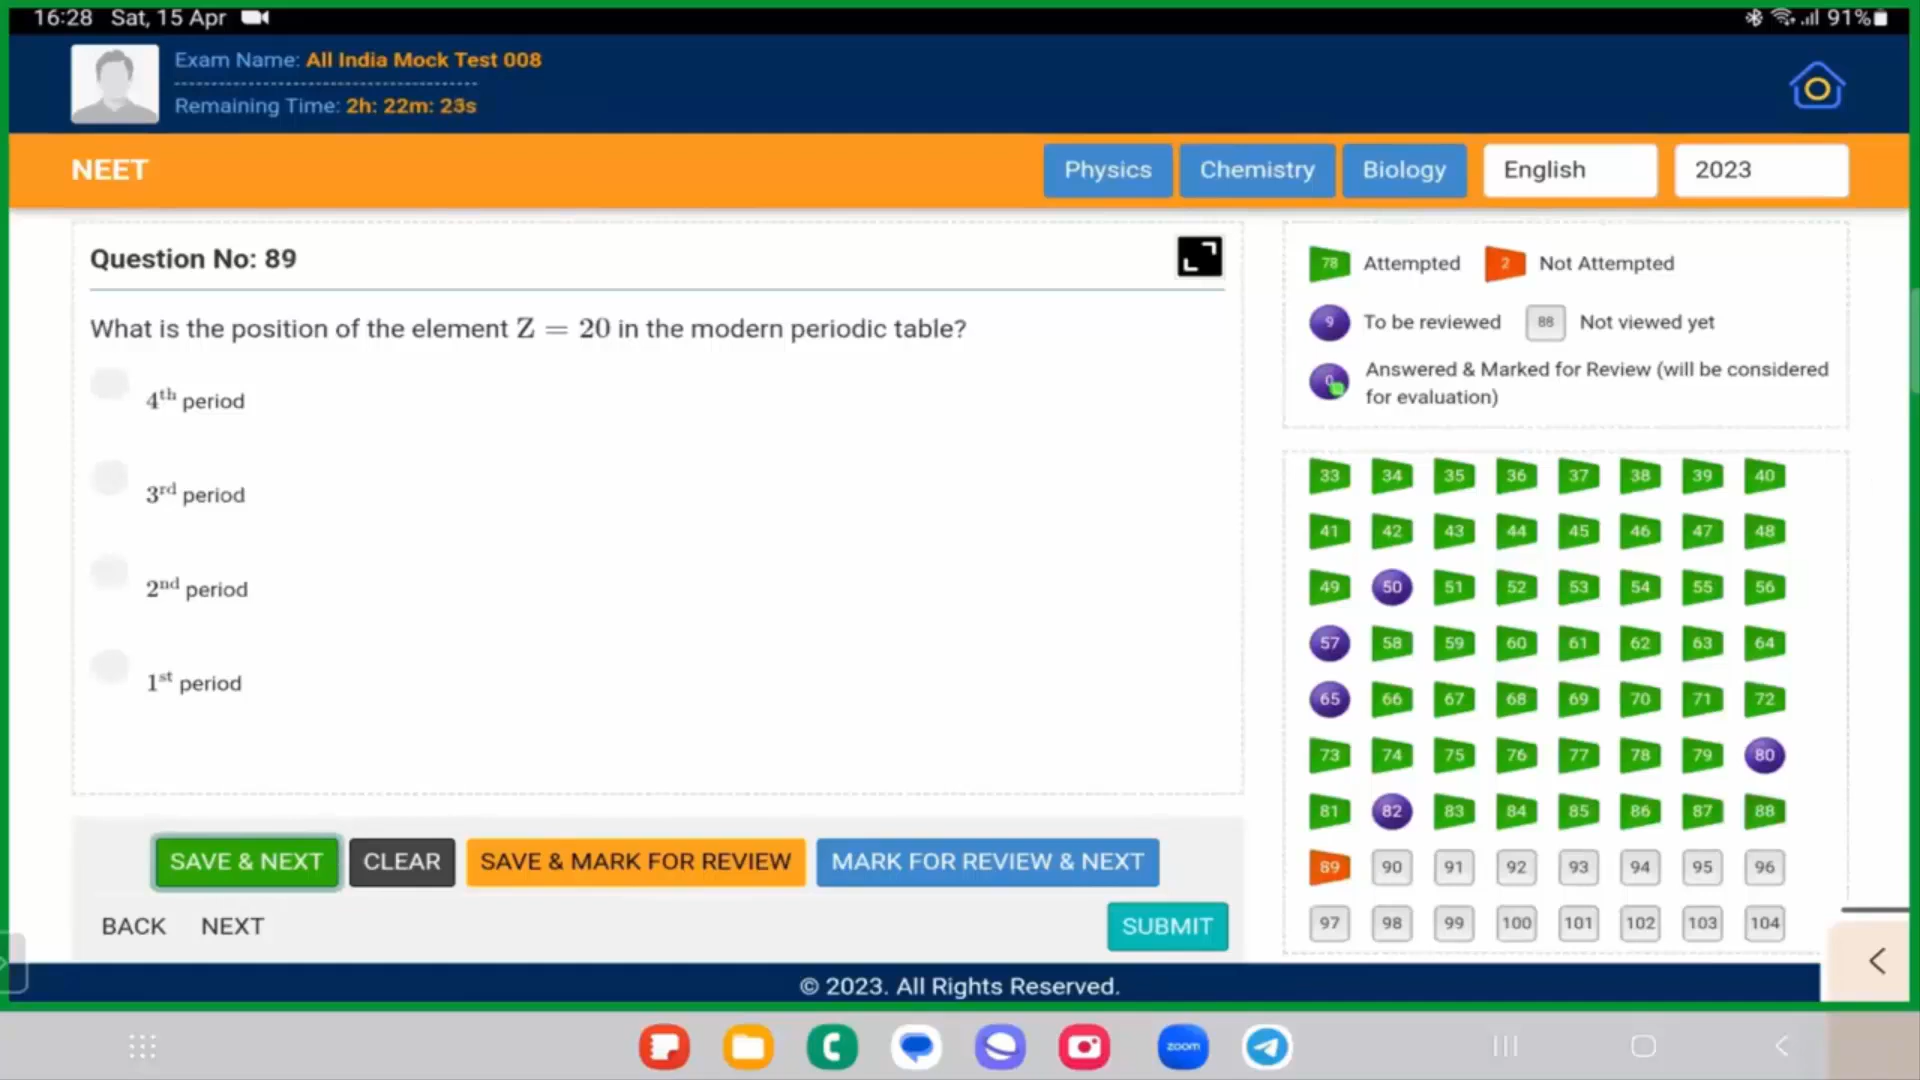 16:28 Sat, 15 Apr 91%
Exam Name: All India Mock Test 008
Remaining Time: 2h: 22m: 23s
NEET Physics Chemistry Biology English 2023
Question No: 89
What is the position of the element Z = 20 in the modern periodic table?
4th period
3rd period
2nd period
1st period
SAVE & NEXT CLEAR SAVE & MARK FOR REVIEW MARK FOR REVIEW & NEXT
BACK NEXT SUBMIT
78 Attempted 2 Not Attempted
9 To be reviewed 88 Not viewed yet
0 Answered & Marked for Review (will be considered
for evaluation)
33 34 35 36 37 38 39 40
41 42 43 44 45 46 47 48
49 50 51 52 53 54 55 56
57 58 59 60 61 62 63 64
65 66 67 68 69 70 71 72
73 74 75 76 77 78 79 80
81 82 83 84 85 86 87 88
89 90 91 92 93 94 95 96
97 98 99 100 101 102 103 104
© 2023. All Rights Reserved.
zoom